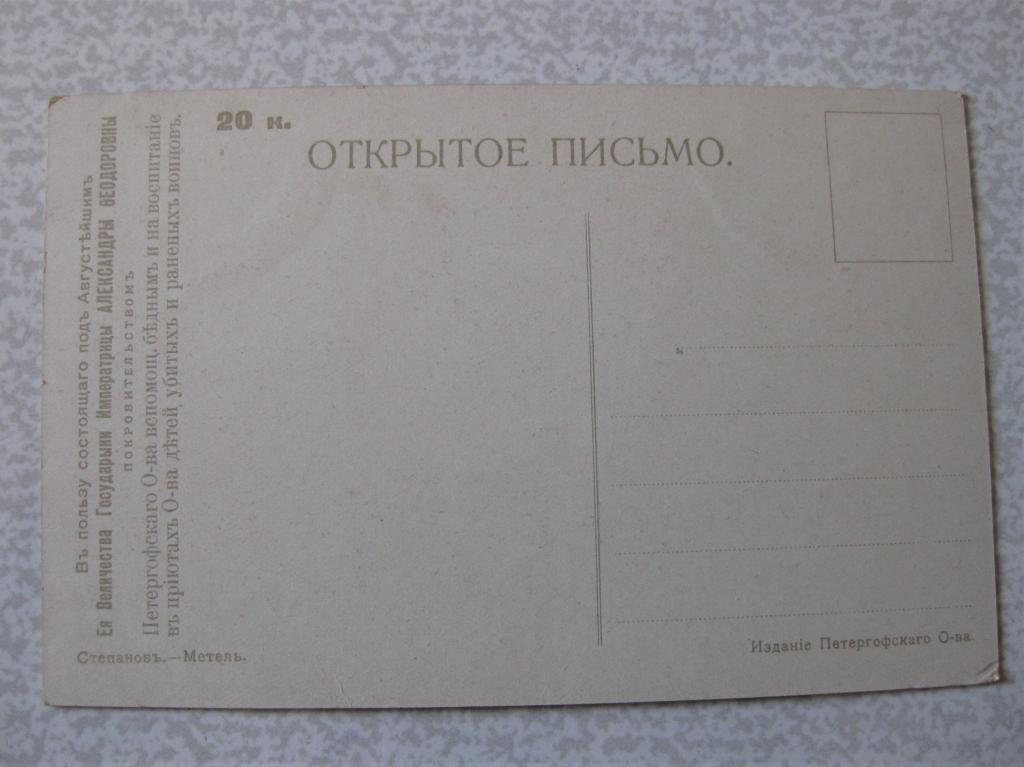 20 к.
ОТКРЫТОЕ ПИСЬМО.
Въ пользу состоящаго подъ Августѣйшимъ
Ея Величества Государыни Императрицы АЛЕКСАНДРЫ ѲЕОДОРОВНЫ
покровительствомъ
Петергофскаго О-ва вспомощ. бѣднымъ и на воспитаніе
въ пріютахъ О-ва дѣтей убитыхъ и раненыхъ воиновъ.
Степановъ.—Метель.
Изданіе Петергофскаго О-ва.